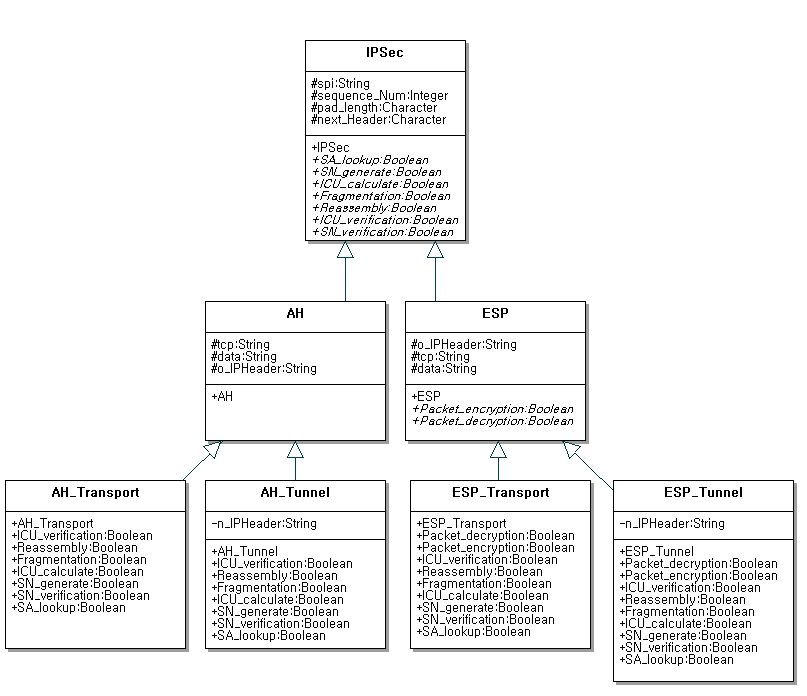 IPSec
#spi:String
#sequence_Num:Integer
#pad_length:Character
#next_Header:Character
+IPSec
+SA_lookup:Boolean
+SN_generate:Boolean
+ICU_calculate:Boolean
+Fragmentation:Boolean
+Reassembly:Boolean
+ICU_verification:Boolean
+SN_verification:Boolean
AH
#tcp:String
#data:String
#o_IPHeader:String
+AH
ESP
#o_IPHeader:String
#tcp:String
#data:String
+ESP
+Packet_encryption:Boolean
+Packet_decryption:Boolean
AH_Transport
+AH_Transport
+ICU_verification:Boolean
+Reassembly:Boolean
+Fragmentation:Boolean
+ICU_calculate:Boolean
+SN_generate:Boolean
+SN_verification:Boolean
+SA_lookup:Boolean
AH_Tunnel
-n_IPHeader:String
+AH_Tunnel
+ICU_verification:Boolean
+Reassembly:Boolean
+Fragmentation:Boolean
+ICU_calculate:Boolean
+SN_generate:Boolean
+SN_verification:Boolean
+SA_lookup:Boolean
ESP_Transport
+ESP_Transport
+Packet_decryption:Boolean
+Packet_encryption:Boolean
+ICU_verification:Boolean
+Reassembly:Boolean
+Fragmentation:Boolean
+ICU_calculate:Boolean
+SN_generate:Boolean
+SN_verification:Boolean
+SA_lookup:Boolean
ESP_Tunnel
-n_IPHeader:String
+ESP_Tunnel
+Packet_decryption:Boolean
+Packet_encryption:Boolean
+ICU_verification:Boolean
+Reassembly:Boolean
+Fragmentation:Boolean
+ICU_calculate:Boolean
+SN_generate:Boolean
+SN_verification:Boolean
+SA_lookup:Boolean